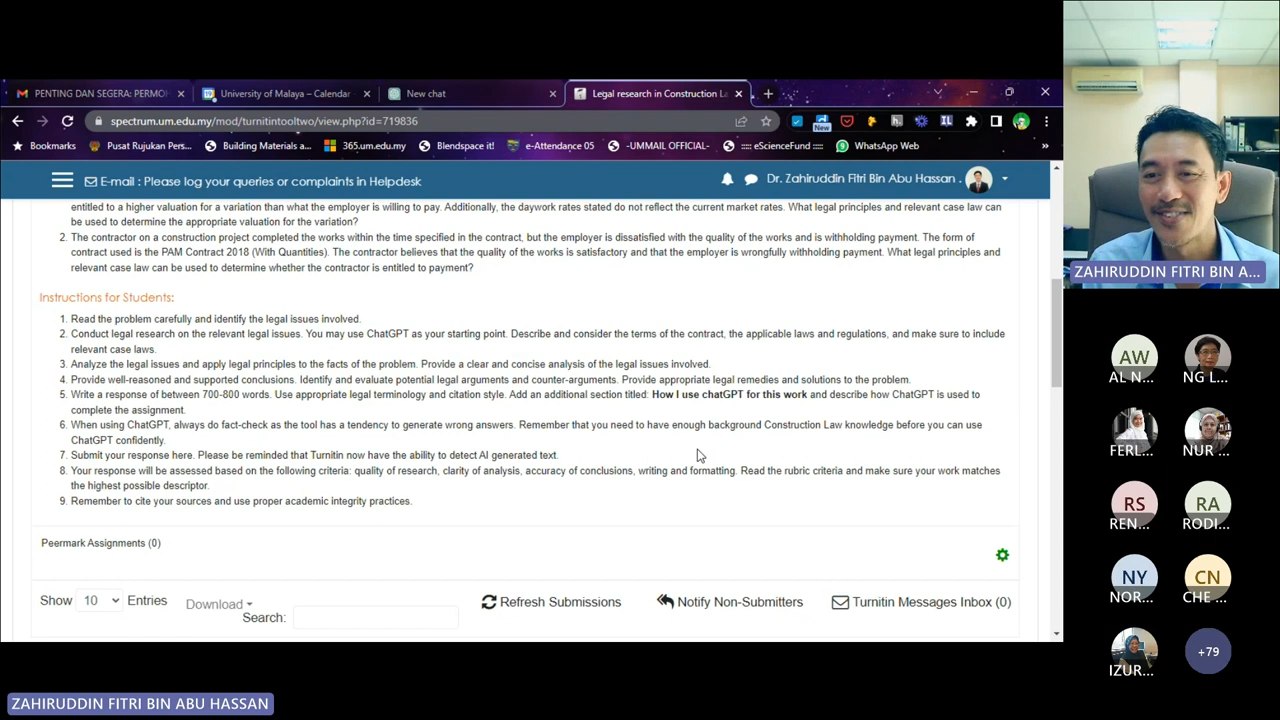 PENTING DAN SEGERA: PERMOH
University of Malaya – Calendar
New chat
Legal research in Construction La
spectrum.um.edu.my/mod/turnitintooltwo/view.php?id=719836
New
Bookmarks
Pusat Rujukan Pers...
Building Materials a...
365.um.edu.my
Blendspace it!
e-Attendance 05
-UMMAIL OFFICIAL-
:::: eScienceFund ::::
WhatsApp Web
E-mail : Please log your queries or complaints in Helpdesk
Dr. Zahiruddin Fitri Bin Abu Hassan .
entitled to a higher valuation for a variation than what the employer is willing to pay. Additionally, the daywork rates stated do not reflect the current market rates. What legal principles and relevant case law can
be used to determine the appropriate valuation for the variation?
2. The contractor on a construction project completed the works within the time specified in the contract, but the employer is dissatisfied with the quality of the works and is withholding payment. The form of
contract used is the PAM Contract 2018 (With Quantities). The contractor believes that the quality of the works is satisfactory and that the employer is wrongfully withholding payment. What legal principles and
relevant case law can be used to determine whether the contractor is entitled to payment?
Instructions for Students:
1. Read the problem carefully and identify the legal issues involved.
2. Conduct legal research on the relevant legal issues. You may use ChatGPT as your starting point. Describe and consider the terms of the contract, the applicable laws and regulations, and make sure to include
relevant case laws.
3. Analyze the legal issues and apply legal principles to the facts of the problem. Provide a clear and concise analysis of the legal issues involved.
4. Provide well-reasoned and supported conclusions. Identify and evaluate potential legal arguments and counter-arguments. Provide appropriate legal remedies and solutions to the problem.
5. Write a response of between 700-800 words. Use appropriate legal terminology and citation style. Add an additional section titled: How I use chatGPT for this work and describe how ChatGPT is used to
complete the assignment.
6. When using ChatGPT, always do fact-check as the tool has a tendency to generate wrong answers. Remember that you need to have enough background Construction Law knowledge before you can use
ChatGPT confidently.
7. Submit your response here. Please be reminded that Turnitin now have the ability to detect AI generated text.
8. Your response will be assessed based on the following criteria: quality of research, clarity of analysis, accuracy of conclusions, writing and formatting. Read the rubric criteria and make sure your work matches
the highest possible descriptor.
9. Remember to cite your sources and use proper academic integrity practices.
Peermark Assignments (0)
Show 10 Entries
Download
Search:
Refresh Submissions
Notify Non-Submitters
Turnitin Messages Inbox (0)
ZAHIRUDDIN FITRI BIN A...
AW
AL N...
NG L...
FERL...
NUR ...
RS
REN...
RA
RODI...
NY
NOR...
CN
CHE ...
IZUR...
+79
ZAHIRUDDIN FITRI BIN ABU HASSAN